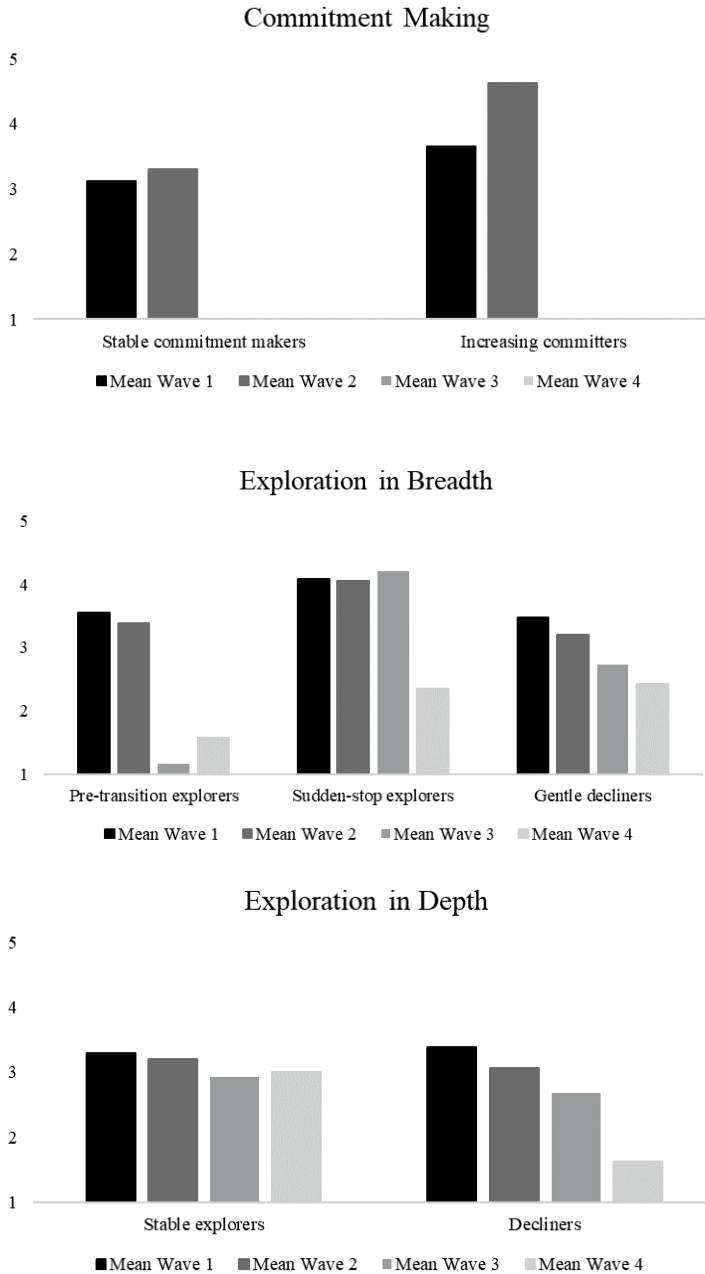 Commitment Making
5
4
3
2
1
Stable commitment makers Increasing committers
Mean Wave 1 Mean Wave 2 Mean Wave 3 Mean Wave 4
Exploration in Breadth
5
4
3
2
1
Pre-transition explorers Sudden-stop explorers Gentle decliners
Mean Wave 1 Mean Wave 2 Mean Wave 3 Mean Wave 4
Exploration in Depth
5
4
3
2
1
Stable explorers Decliners
Mean Wave 1 Mean Wave 2 Mean Wave 3 Mean Wave 4